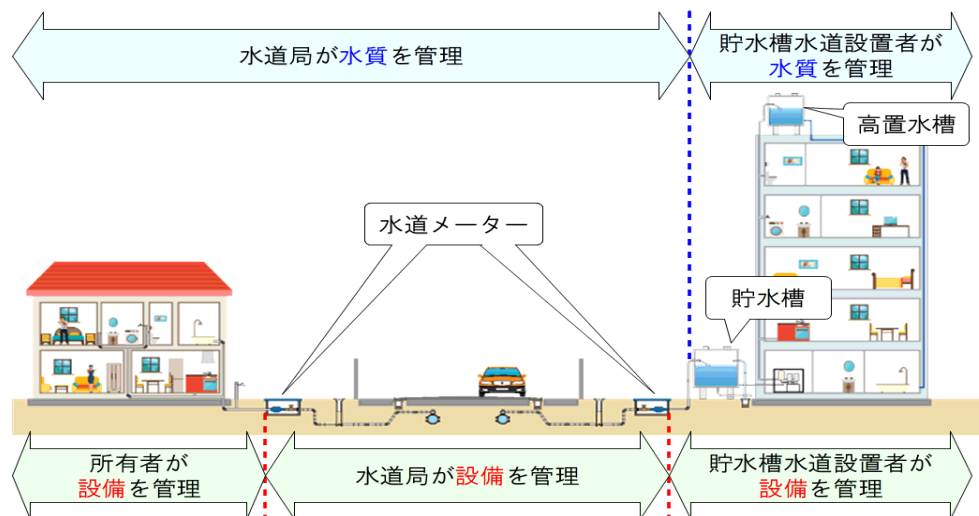 水道局が水質を管理
貯水槽水道設置者が
水質を管理
高置水槽
水道メーター
貯水槽
所有者が
設備を管理
水道局が設備を管理
貯水槽水道設置者が
設備を管理